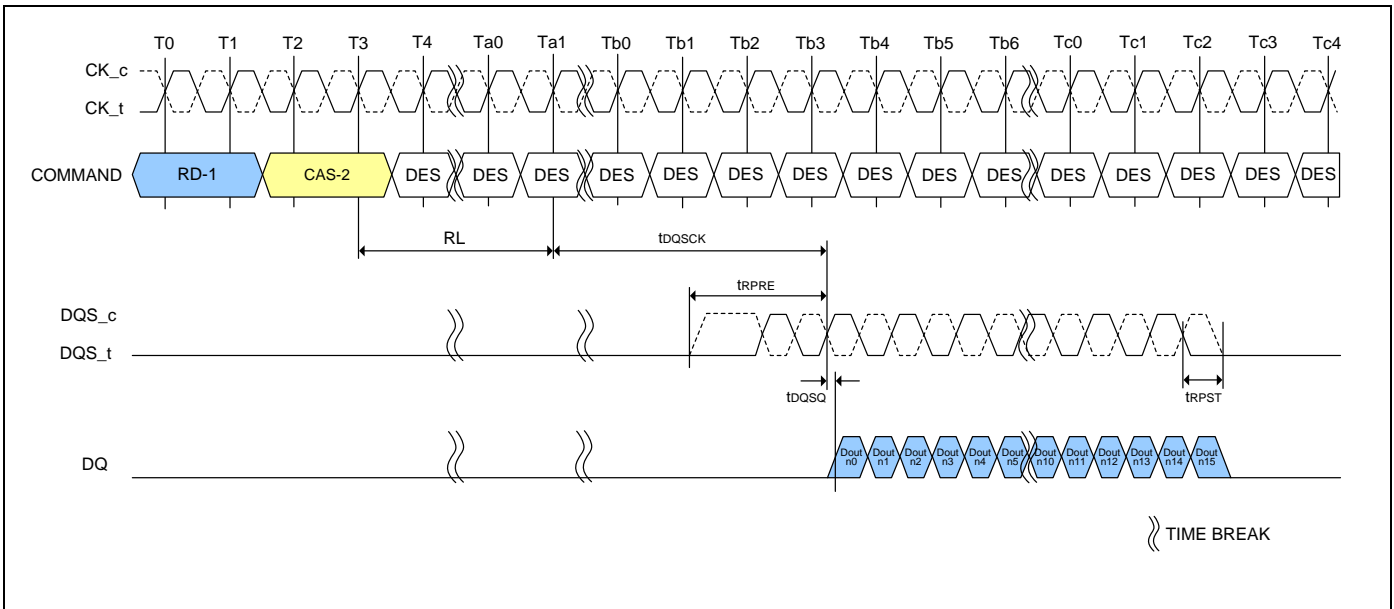 T0 T1 T2 T3 T4 Ta0 Ta1 Tb0 Tb1 Tb2 Tb3 Tb4 Tb5 Tb6 Tc0 Tc1 Tc2 Tc3 Tc4
CK_c
CK_t
COMMAND RD-1 CAS-2 DES DES DES DES DES DES DES DES DES DES DES DES DES DES DES
RL tDQSCK
tRPRE
DQS_c
DQS_t
tDQSQ tRPST
DQ
Dout Dout Dout Dout Dout Dout Dout Dout Dout Dout Dout Dout
n0 n1 n2 n3 n4 n5 n10 n11 n12 n13 n14 n15
TIME BREAK